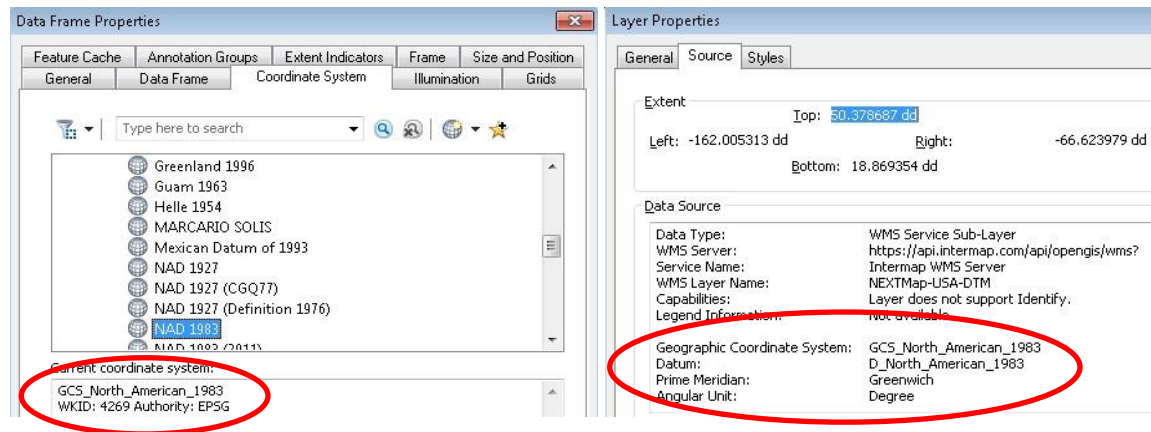 Data Frame Properties
Feature Cache Annotation Groups Extent Indicators Frame Size and Position
General Data Frame Coordinate System Illumination Grids
Type here to search
Greenland 1996
Guam 1963
Helle 1954
MARCARIO SOLIS
Mexican Datum of 1993
NAD 1927
NAD 1927 (CGQ77)
NAD 1927 (Definition 1976)
NAD 1983
NAD 1983 (2011)
Current coordinate system:
GCS_North_American_1983
WKID: 4269 Authority: EPSG
Layer Properties
General Source Styles
Extent
Top: 50.378687 dd
Left: -162.005313 dd Right: -66.623979 dd
Bottom: 18.869354 dd
Data Source
Data Type: WMS Service Sub-Layer
WMS Server: https://api.intermap.com/api/opengis/wms?
Service Name: Intermap WMS Server
WMS Layer Name: NEXTMap-USA-DTM
Capabilities: Layer does not support Identify.
Legend Information: Not available
Geographic Coordinate System: GCS_North_American_1983
Datum: D_North_American_1983
Prime Meridian: Greenwich
Angular Unit: Degree